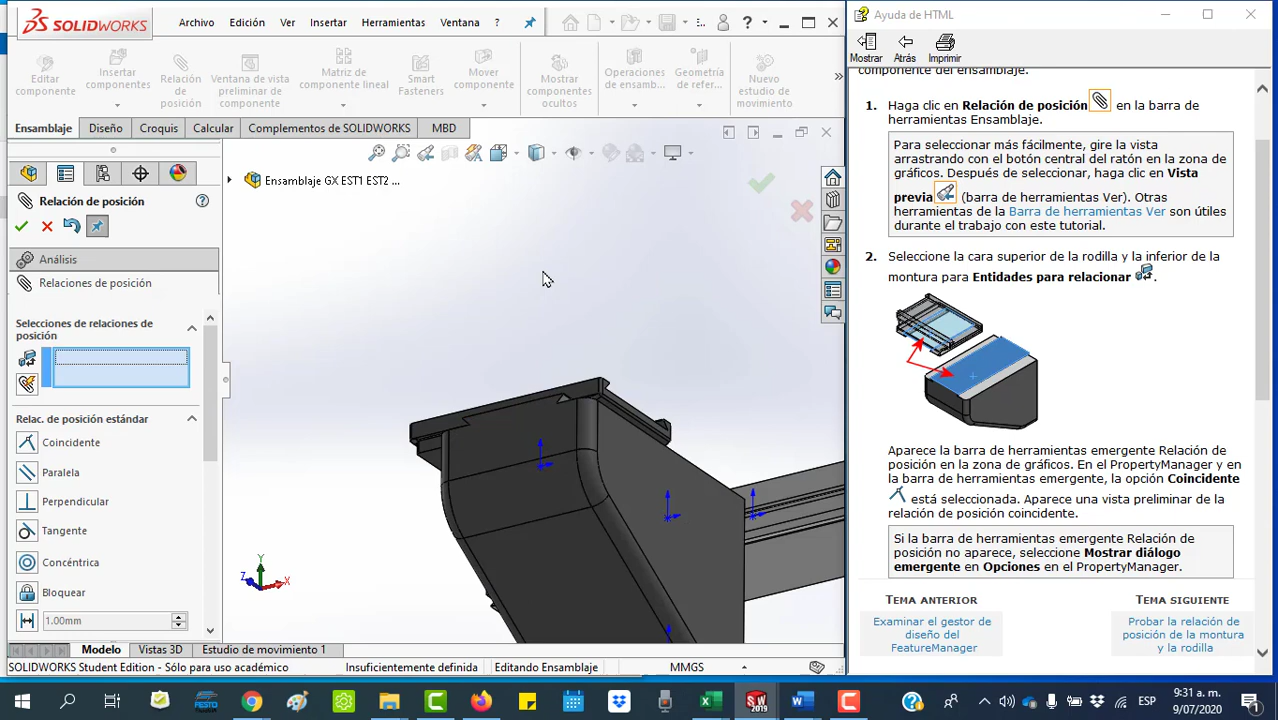 SOLIDWORKS
Archivo Edición Ver Insertar Herramientas Ventana ?
Editar componente
Insertar componentes
Relación de posición
Ventana de vista preliminar de componente
Matriz de componente lineal
Smart Fasteners
Mover componente
Mostrar componentes ocultos
Operaciones de ensamb...
Geometría de refer...
Nuevo estudio de movimiento
»
Ensamblaje Diseño Croquis Calcular Complementos de SOLIDWORKS MBD
Ensamblaje GX EST1 EST2 ...
Relación de posición
Análisis
Relaciones de posición
Selecciones de relaciones de
posición
Relac. de posición estándar
Coincidente
Paralela
Perpendicular
Tangente
Concéntrica
Bloquear
1.00mm
Y
Z
X
Modelo Vistas 3D Estudio de movimiento 1
SOLIDWORKS Student Edition - Sólo para uso académico Insuficientemente definida Editando Ensamblaje MMGS
Ayuda de HTML
Mostrar Atrás Imprimir
componente del ensamblaje.
1. Haga clic en Relación de posición en la barra de
herramientas Ensamblaje.
Para seleccionar más fácilmente, gire la vista
arrastrando con el botón central del ratón en la zona de
gráficos. Después de seleccionar, haga clic en Vista
previa (barra de herramientas Ver). Otras
herramientas de la Barra de herramientas Ver son útiles
durante el trabajo con este tutorial.
2. Seleccione la cara superior de la rodilla y la inferior de la
montura para Entidades para relacionar .
Aparece la barra de herramientas emergente Relación de
posición en la zona de gráficos. En el PropertyManager y en
la barra de herramientas emergente, la opción Coincidente
está seleccionada. Aparece una vista preliminar de la
relación de posición coincidente.
Si la barra de herramientas emergente Relación de
posición no aparece, seleccione Mostrar diálogo
emergente en Opciones en el PropertyManager.
TEMA ANTERIOR
Examinar el gestor de
diseño del
FeatureManager
TEMA SIGUIENTE
Probar la relación de
posición de la montura
y la rodilla
FESTO
SW
2019
ESP
9:31 a. m.
9/07/2020
1